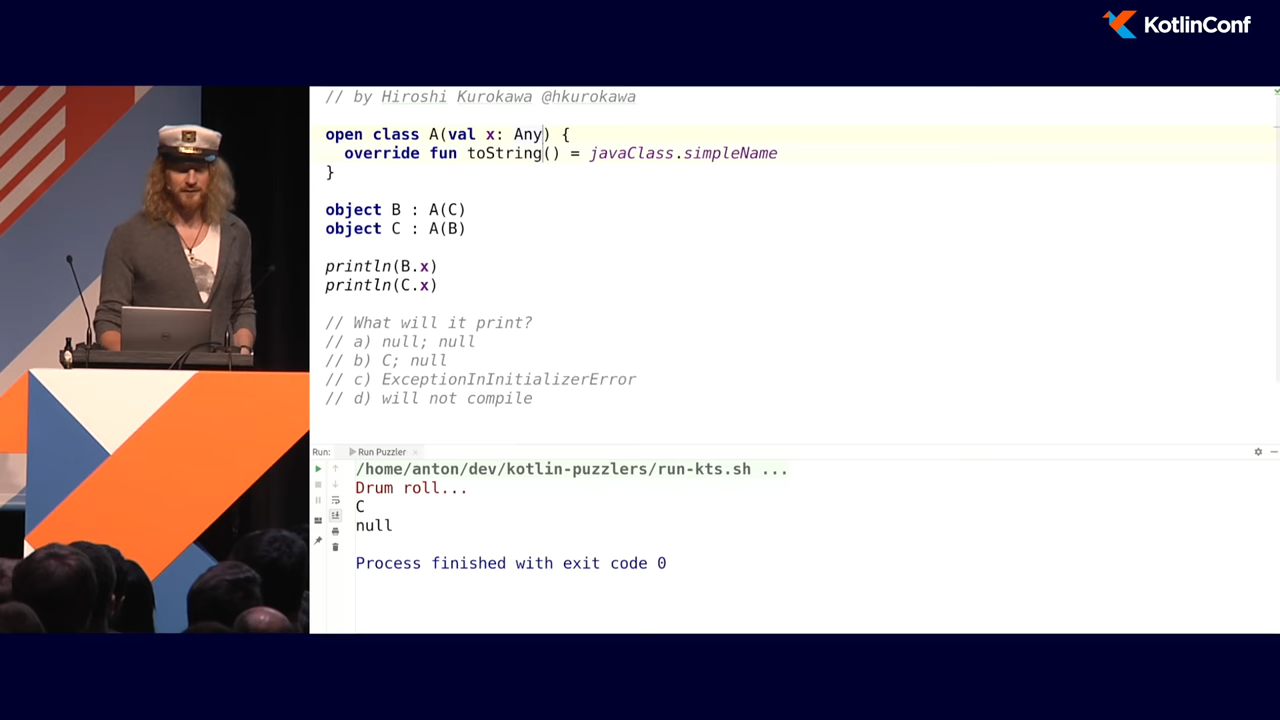 KotlinConf
// by Hiroshi Kurokawa @hkurokawa
open class A(val x: Any) {
override fun toString() = javaClass.simpleName
}
object B : A(C)
object C : A(B)
println(B.x)
println(C.x)
// What will it print?
// a) null; null
// b) C; null
// c) ExceptionInInitializerError
// d) will not compile
Run: Run Puzzler
/home/anton/dev/kotlin-puzzlers/run-kts.sh ...
Drum roll...
C
null
Process finished with exit code 0